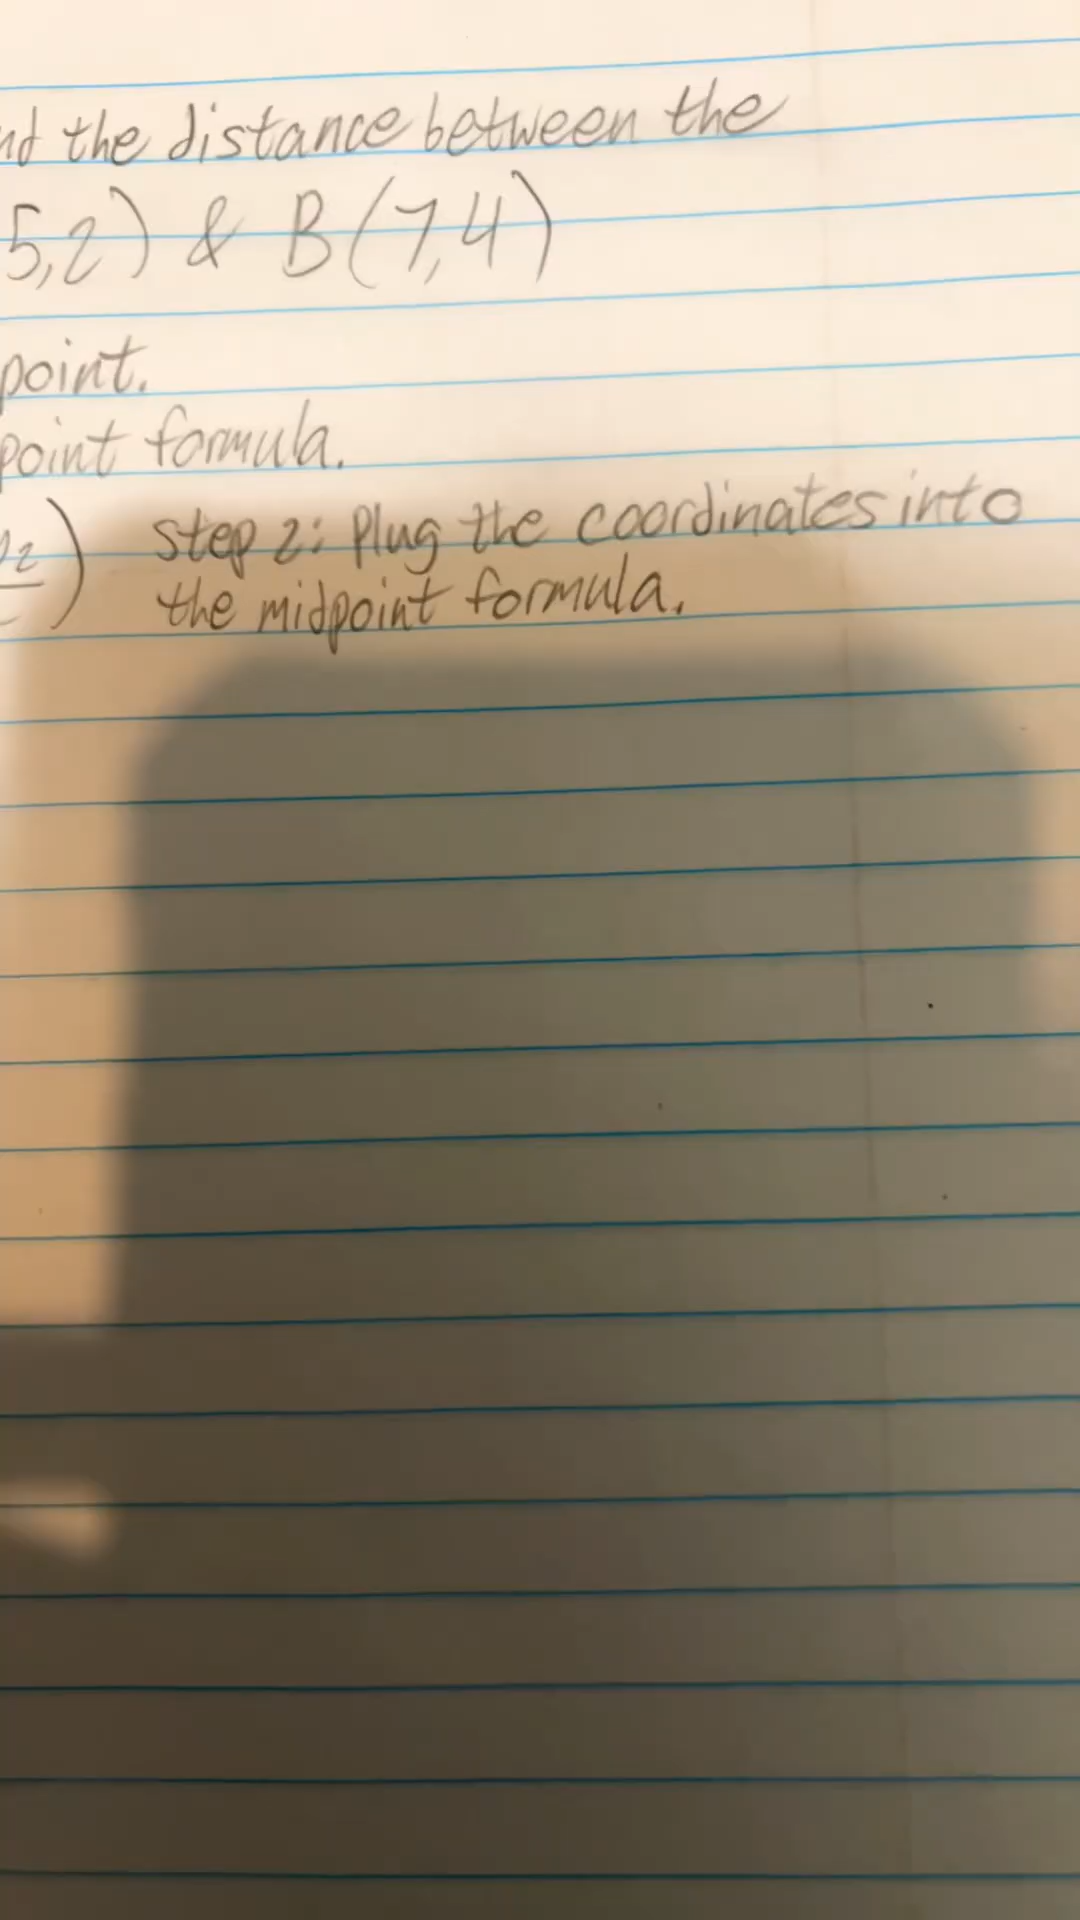 the distance between the
5,2) & B(7,4)
point.
point formula.
2) Step 2: Plug the coordinates into
the midpoint formula.